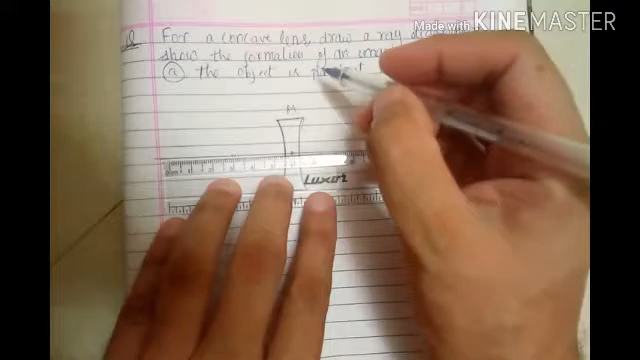 Made with KINEMASTER
Q For a concave lens, draw a ray
show the formation of an
(a) the object is
M
Luxor